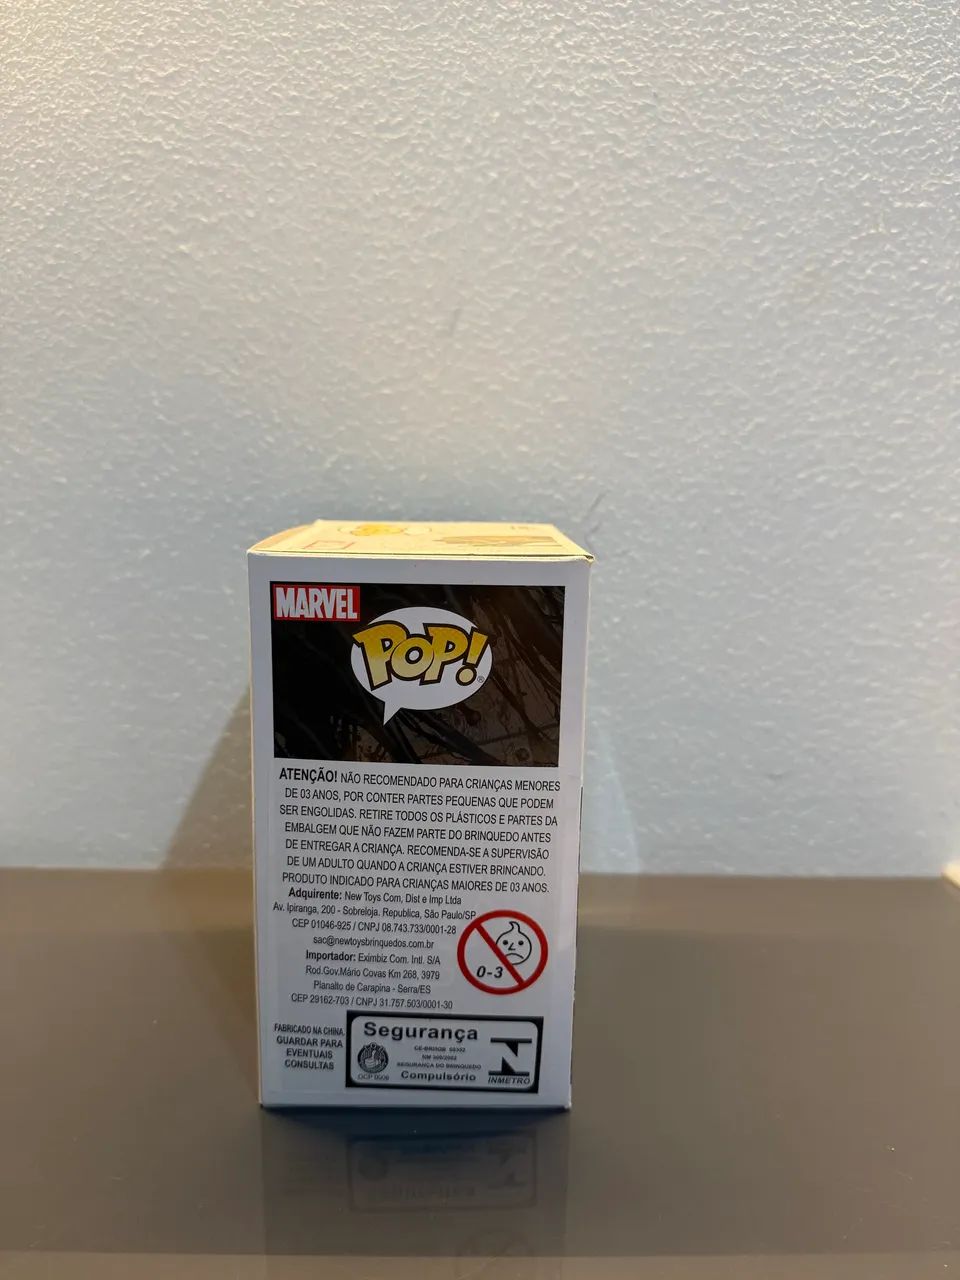 MARVEL
POP!
®
ATENÇÃO! NÃO RECOMENDADO PARA CRIANÇAS MENORES
DE 03 ANOS, POR CONTER PARTES PEQUENAS QUE PODEM
SER ENGOLIDAS. RETIRE TODOS OS PLÁSTICOS E PARTES DA
EMBALGEM QUE NÃO FAZEM PARTE DO BRINQUEDO ANTES
DE ENTREGAR A CRIANÇA. RECOMENDA-SE A SUPERVISÃO
DE UM ADULTO QUANDO A CRIANÇA ESTIVER BRINCANDO.
PRODUTO INDICADO PARA CRIANÇAS MAIORES DE 03 ANOS.
Adquirente: New Toys Com, Dist e Imp Ltda
Av. Ipiranga, 200 - Sobreloja. Republica, São Paulo/SP
CEP 01046-925 / CNPJ 08.743.733/0001-28
sac@newtoysbrinquedos.com.br
Importador: Eximbiz Com. Intl. S/A
Rod.Gov.Mário Covas Km 268, 3979
Planalto de Carapina - Serra/ES
CEP 29162-703 / CNPJ 31.757.503/0001-30
0-3
FABRICADO NA CHINA.
GUARDAR PARA
EVENTUAIS
CONSULTAS
Segurança
NM 300/2002
SEGURANÇA DO BRINQUEDO
Compulsório
INMETRO